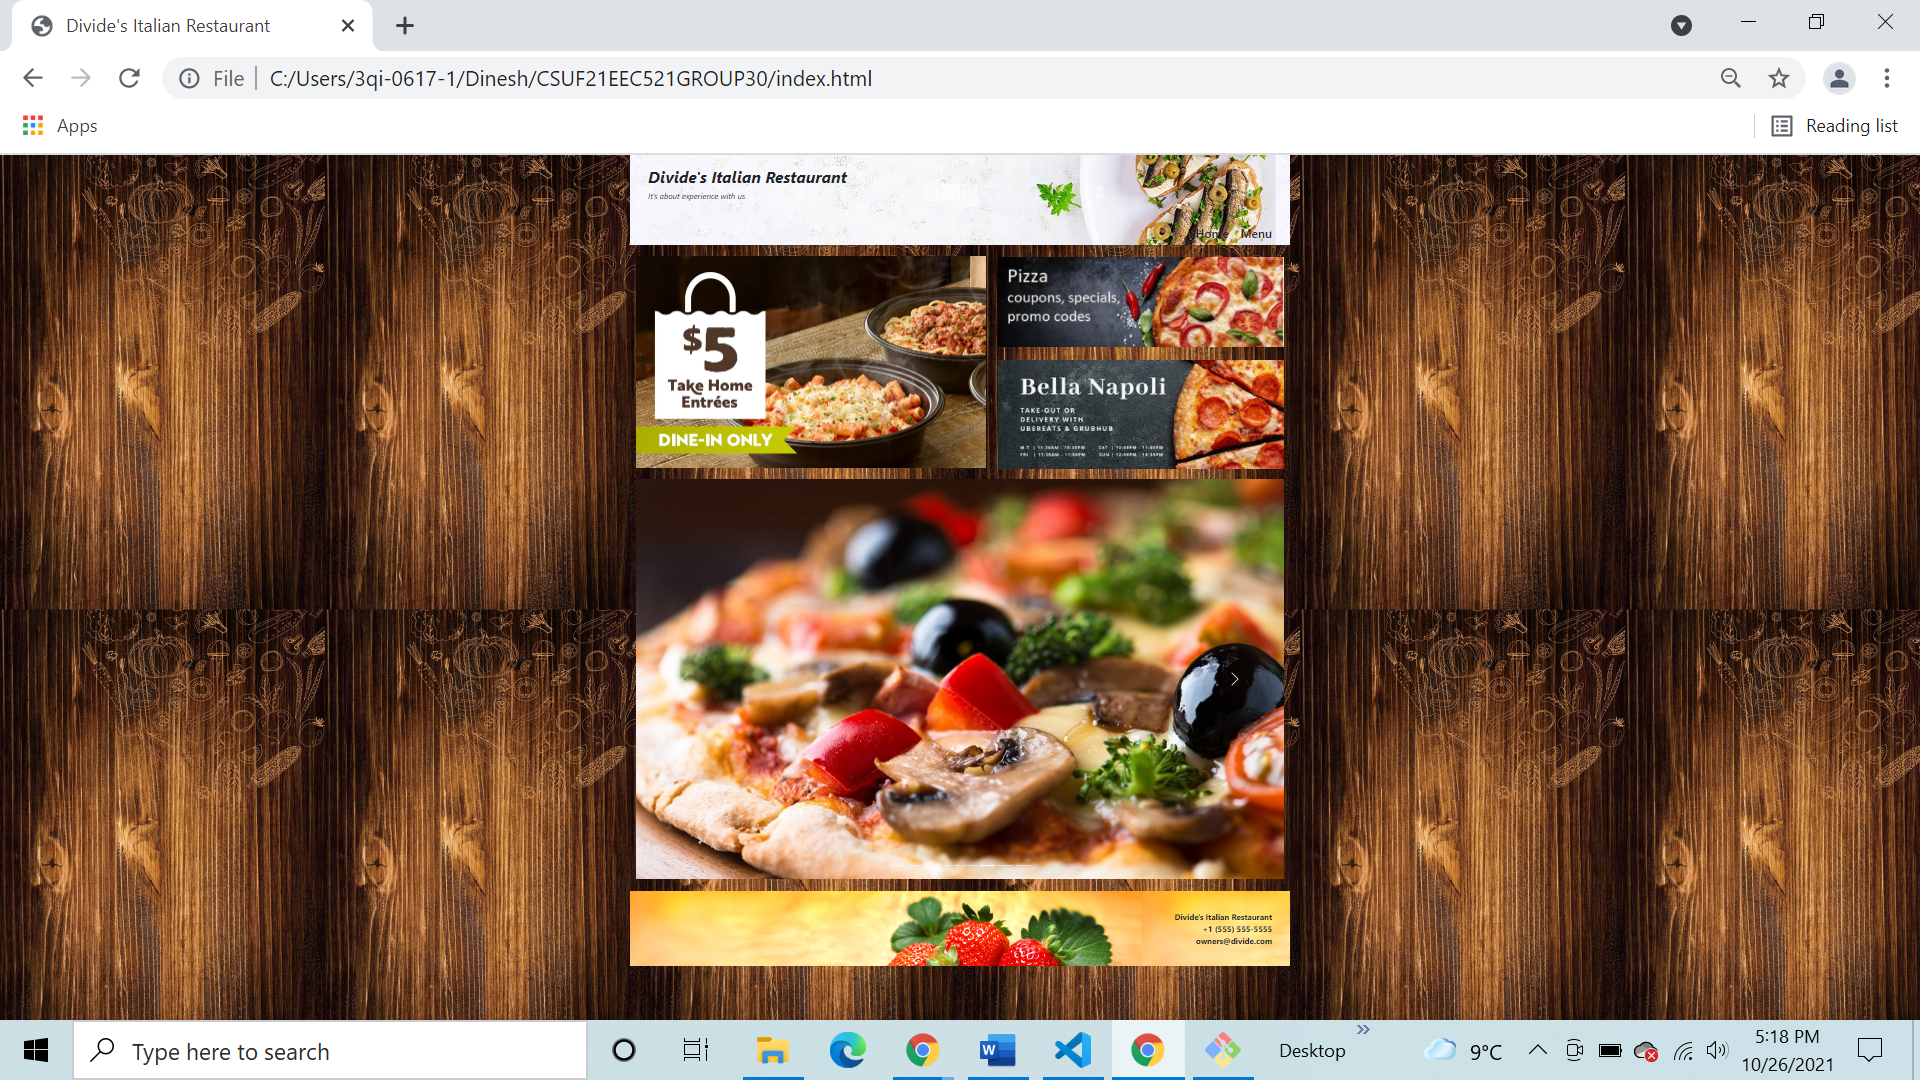 Divide's Italian Restaurant
File
C:/Users/3qi-0617-1/Dinesh/CSUF21EEC521GROUP30/index.html
Apps
Reading list
Divide's Italian Restaurant
It's about experience with us
Home Menu
$5
Take Home
Entrées
DINE-IN ONLY
Pizza
coupons, specials,
promo codes
Bella Napoli
TAKE-OUT OR
DELIVERY WITH
UBEREATS & GRUBHUB
Divide's Italian Restaurant
+1 (555) 555-5555
owners@divide.com
Type here to search
Desktop
9°C
5:18 PM
10/26/2021